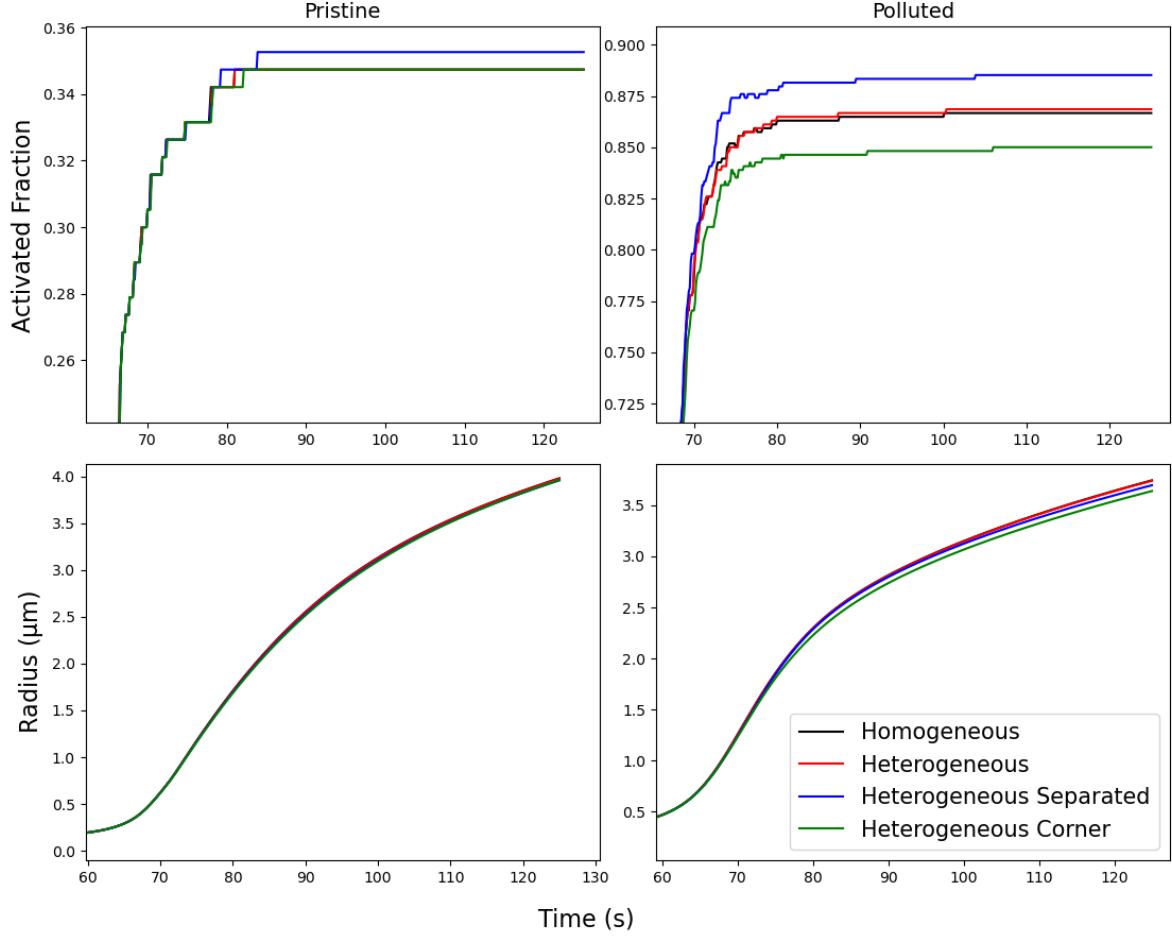 Pristine
Polluted
Activated Fraction
0.36
0.34
0.32
0.30
0.28
0.26
70 80 90 100 110 120
0.900
0.875
0.850
0.825
0.800
0.775
0.750
0.725
70 80 90 100 110 120
Radius (μm)
4.0
3.5
3.0
2.5
2.0
1.5
1.0
0.5
0.0
60 70 80 90 100 110 120 130
3.5
3.0
2.5
2.0
1.5
1.0
0.5
60 70 80 90 100 110 120
Homogeneous
Heterogeneous
Heterogeneous Separated
Heterogeneous Corner
Time (s)